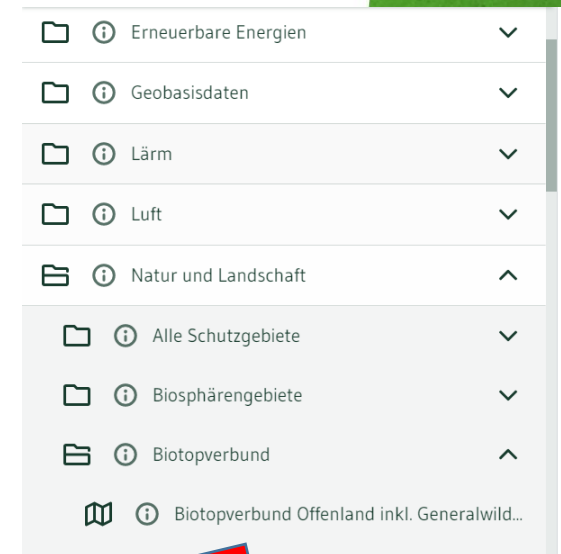 Erneuerbare Energien
Geobasisdaten
Lärm
Luft
Natur und Landschaft
Alle Schutzgebiete
Biosphärengebiete
Biotopverbund
Biotopverbund Offenland inkl. Generalwild...